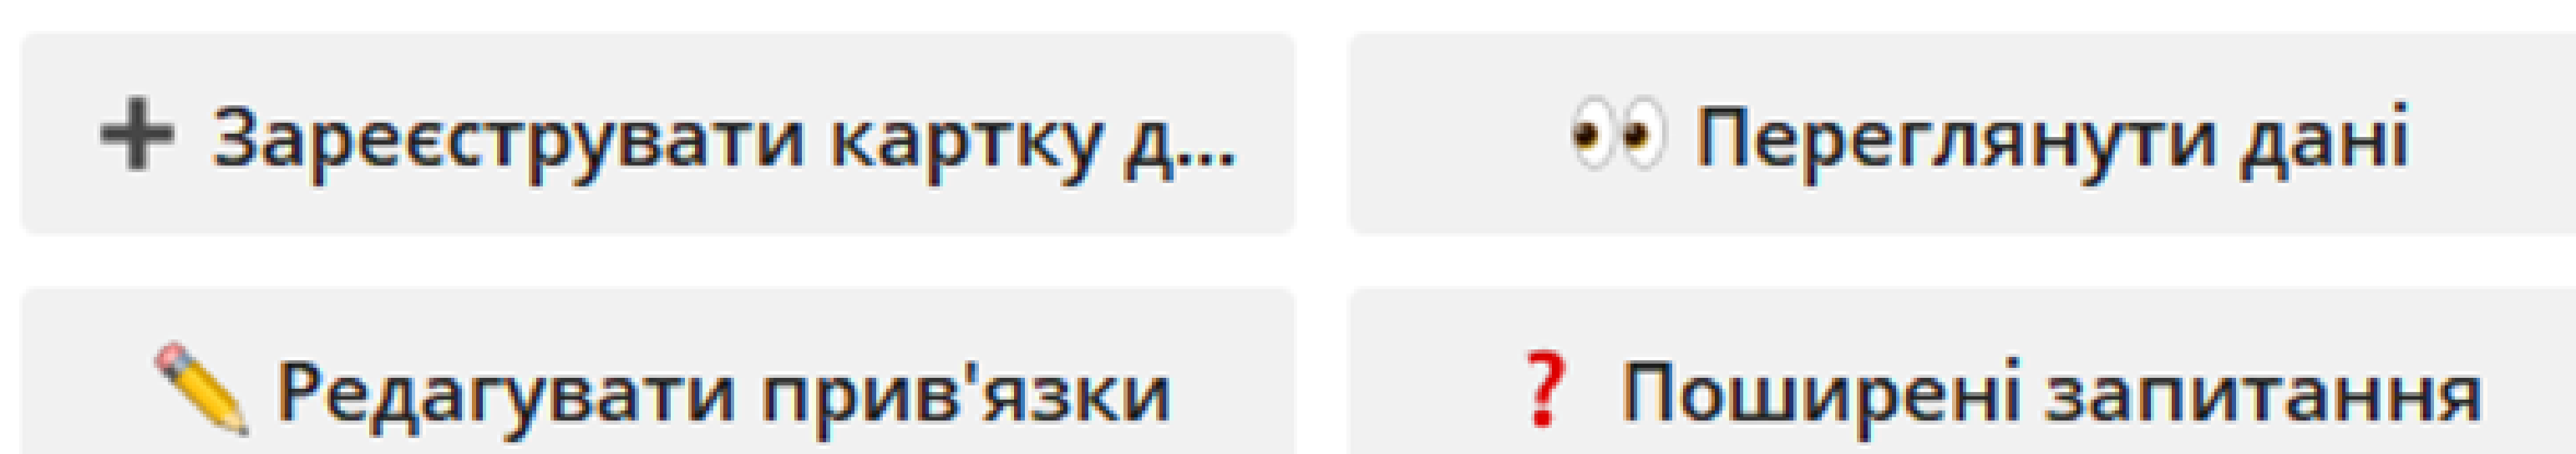 ➕ Зареєструвати картку д...
👀 Переглянути дані
✏️ Редагувати прив'язки
❓ Поширені запитання